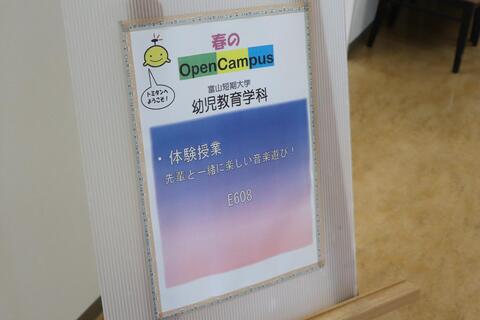 春の
OpenCampus
富山短期大学
幼児教育学科
トミタンへ
ようこそ！
・体験授業
先輩と一緒に楽しい音楽遊び！
E608